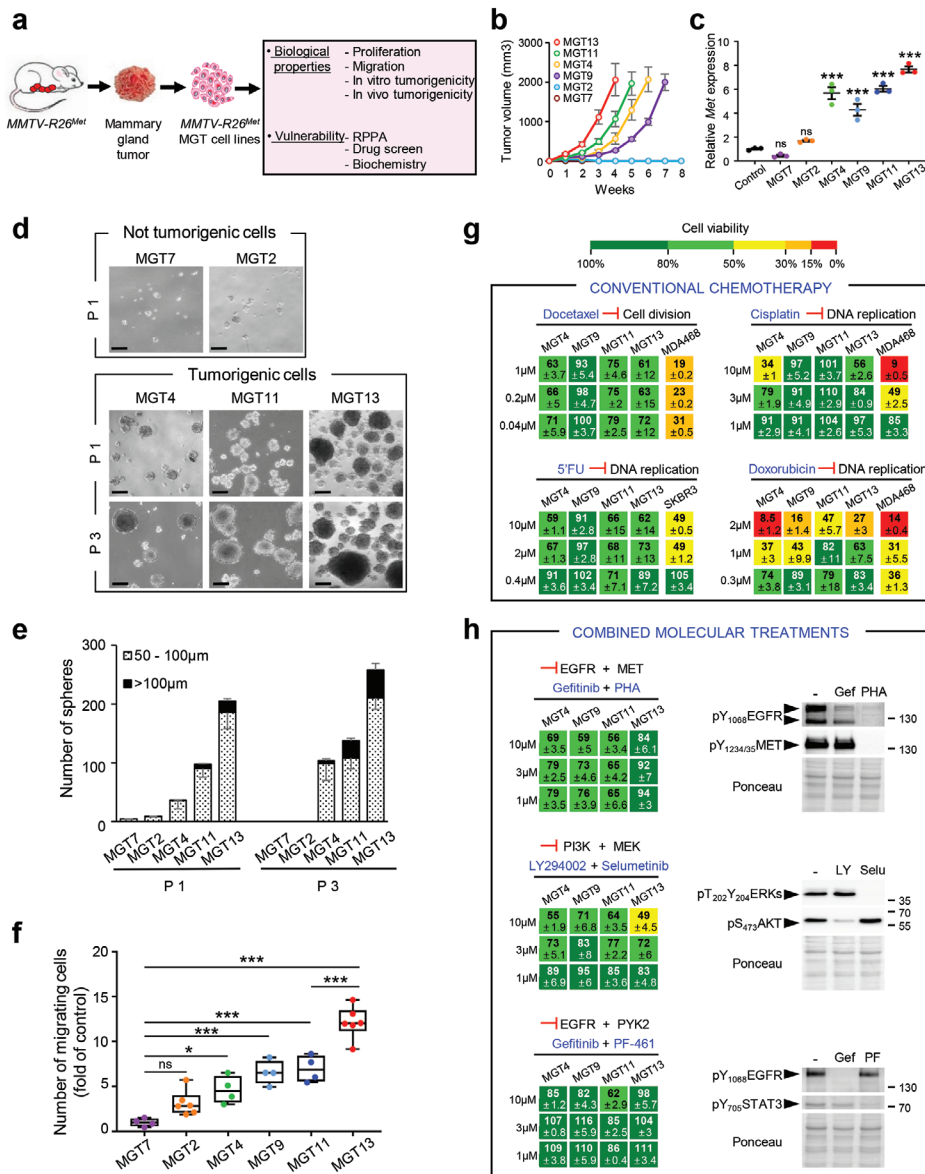 a
MMTV-R26Met
Mammary
gland
tumor
MMTV-R26Met
MGT cell lines
• Biological
properties
- Proliferation
- Migration
- In vitro tumorigenicity
- In vivo tumorigenicity
• Vulnerability
- RPPA
- Drug screen
- Biochemistry
b
Tumor volume (mm3)
3000
2000
1000
0
MGT13
MGT11
MGT4
MGT9
MGT2
MGT7
0 1 2 3 4 5 6 7 8
Weeks
c
Relative Met expression
10
8
6
4
2
0
ns
ns
***
***
***
***
Control MGT7 MGT2 MGT4 MGT9 MGT11 MGT13
d
Not tumorigenic cells
MGT7 MGT2
P 1
Tumorigenic cells
MGT4 MGT11 MGT13
P 1
P 3
e
Number of spheres
300
200
100
0
50 - 100µm
>100µm
MGT7 MGT2 MGT4 MGT11 MGT13 MGT7 MGT2 MGT4 MGT11 MGT13
P 1 P 3
f
Number of migrating cells
(fold of control)
20
15
10
5
0
***
***
***
***
*
ns
MGT7 MGT2 MGT4 MGT9 MGT11 MGT13
g
Cell viability
100% 80% 50% 30% 15% 0%
CONVENTIONAL CHEMOTHERAPY
Docetaxel Cell division
MGT4 MGT9 MGT11 MGT13 MDA468
1µM 63 93 75 61 19
±3.7 ±5.4 ±4.6 ±12 ±0.2
0.2µM 66 98 75 63 23
±5 ±4.7 ±2 ±15 ±0.2
0.04µM 71 100 79 72 31
±5.9 ±3.7 ±2.5 ±12 ±0.5
Cisplatin DNA replication
MGT4 MGT9 MGT11 MGT13 MDA468
10µM 34 97 101 56 9
±1 ±5.2 ±3.7 ±2.6 ±0.5
3µM 79 91 110 84 49
±1.9 ±4.9 ±2.9 ±0.9 ±2.5
1µM 91 91 104 97 85
±2.9 ±4.1 ±2.6 ±5.3 ±3.3
5'FU DNA replication
MGT4 MGT9 MGT11 MGT13 SKBR3
10µM 59 91 66 62 49
±1.1 ±2.8 ±15 ±14 ±0.5
2µM 67 97 68 73 49
±1.3 ±2.8 ±11 ±13 ±1.2
0.4µM 91 102 71 89 105
±3.6 ±3.4 ±7.1 ±7.2 ±3.4
Doxorubicin DNA replication
MGT4 MGT9 MGT11 MGT13 MDA468
2µM 8.5 16 47 27 14
±1.2 ±1.4 ±5.7 ±3 ±0.4
1µM 37 43 82 63 31
±3 ±9.9 ±11 ±7.5 ±5.5
0.3µM 74 89 79 83 36
±3.8 ±3.1 ±18 ±3.4 ±1.3
h
COMBINED MOLECULAR TREATMENTS
EGFR + MET
Gefitinib + PHA
MGT4 MGT9 MGT11 MGT13
10µM 69 59 56 84
±3.5 ±5 ±3.4 ±6.1
3µM 79 73 65 92
±2.5 ±4.6 ±4.2 ±7
1µM 79 76 65 94
±3.5 ±3.9 ±6.6 ±3
- Gef PHA
pY1068EGFR
130
pY1234/35MET
130
Ponceau
PI3K + MEK
LY294002 + Selumetinib
MGT4 MGT9 MGT11 MGT13
10µM 55 71 64 49
±1.9 ±6.8 ±3.5 ±4.5
3µM 73 83 77 72
±5.1 ±8 ±2.2 ±6
1µM 89 95 85 83
±6.9 ±6 ±3.6 ±4.8
- LY Selu
pT202Y204ERKs
35
70
pS473AKT
55
Ponceau
EGFR + PYK2
Gefitinib + PF-461
MGT4 MGT9 MGT11 MGT13
10µM 85 82 62 98
±1.2 ±4.3 ±2.9 ±5.7
3µM 107 116 85 104
±0.8 ±5.9 ±2.5 ±3
1µM 109 110 86 111
±3.8 ±5.9 ±0.4 ±3.4
- Gef PF
pY1068EGFR
130
pY705STAT3
70
Ponceau